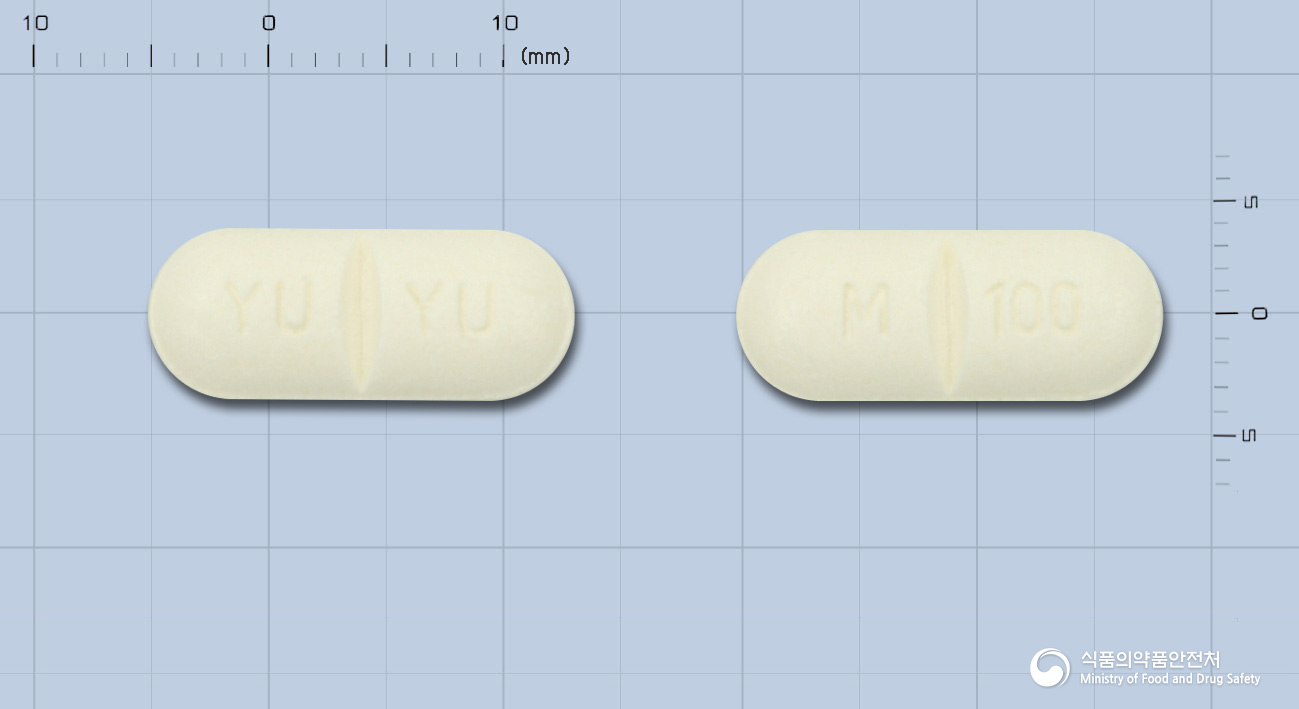 10 0 10
(mm)
YU YU
M 100
5
0
5
식품의약품안전처
Ministry of Food and Drug Safety